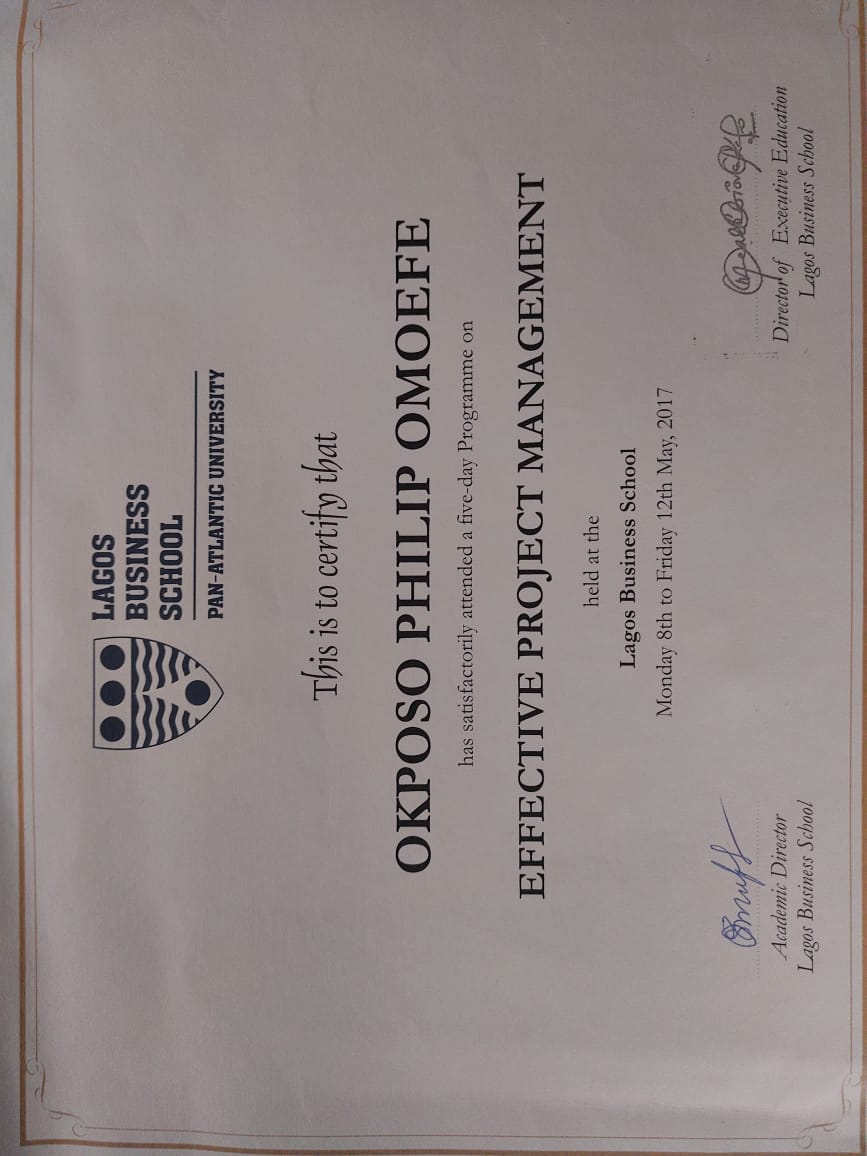 LAGOS
BUSINESS
SCHOOL
PAN-ATLANTIC UNIVERSITY
This is to certify that
OKPOSO PHILIP OMOEFE
has satisfactorily attended a five-day Programme on
EFFECTIVE PROJECT MANAGEMENT
held at the
Lagos Business School
Monday 8th to Friday 12th May, 2017
Academic Director
Lagos Business School
Director of Executive Education
Lagos Business School